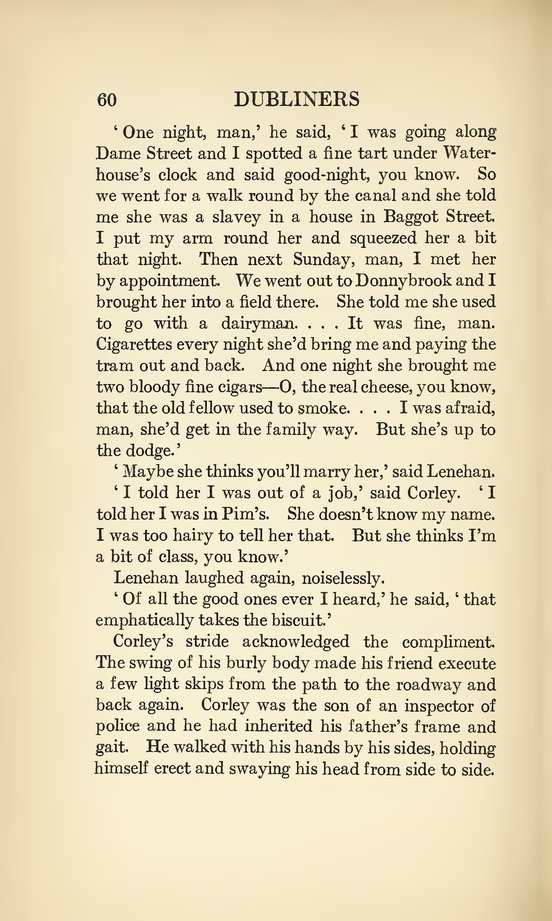 60 DUBLINERS
‘ One night, man,’ he said, ‘ I was going along
Dame Street and I spotted a fine tart under Water-
house’s clock and said good-night, you know. So
we went for a walk round by the canal and she told
me she was a slavey in a house in Baggot Street.
I put my arm round her and squeezed her a bit
that night. Then next Sunday, man, I met her
by appointment. We went out to Donnybrook and I
brought her into a field there. She told me she used
to go with a dairyman. . . . It was fine, man.
Cigarettes every night she’d bring me and paying the
tram out and back. And one night she brought me
two bloody fine cigars—O, the real cheese, you know,
that the old fellow used to smoke. . . . I was afraid,
man, she’d get in the family way. But she’s up to
the dodge.’
‘ Maybe she thinks you’ll marry her,’ said Lenehan.
‘ I told her I was out of a job,’ said Corley. ‘ I
told her I was in Pim’s. She doesn’t know my name.
I was too hairy to tell her that. But she thinks I’m
a bit of class, you know.’
Lenehan laughed again, noiselessly.
‘ Of all the good ones ever I heard,’ he said, ‘ that
emphatically takes the biscuit.’
Corley’s stride acknowledged the compliment.
The swing of his burly body made his friend execute
a few light skips from the path to the roadway and
back again. Corley was the son of an inspector of
police and he had inherited his father’s frame and
gait. He walked with his hands by his sides, holding
himself erect and swaying his head from side to side.